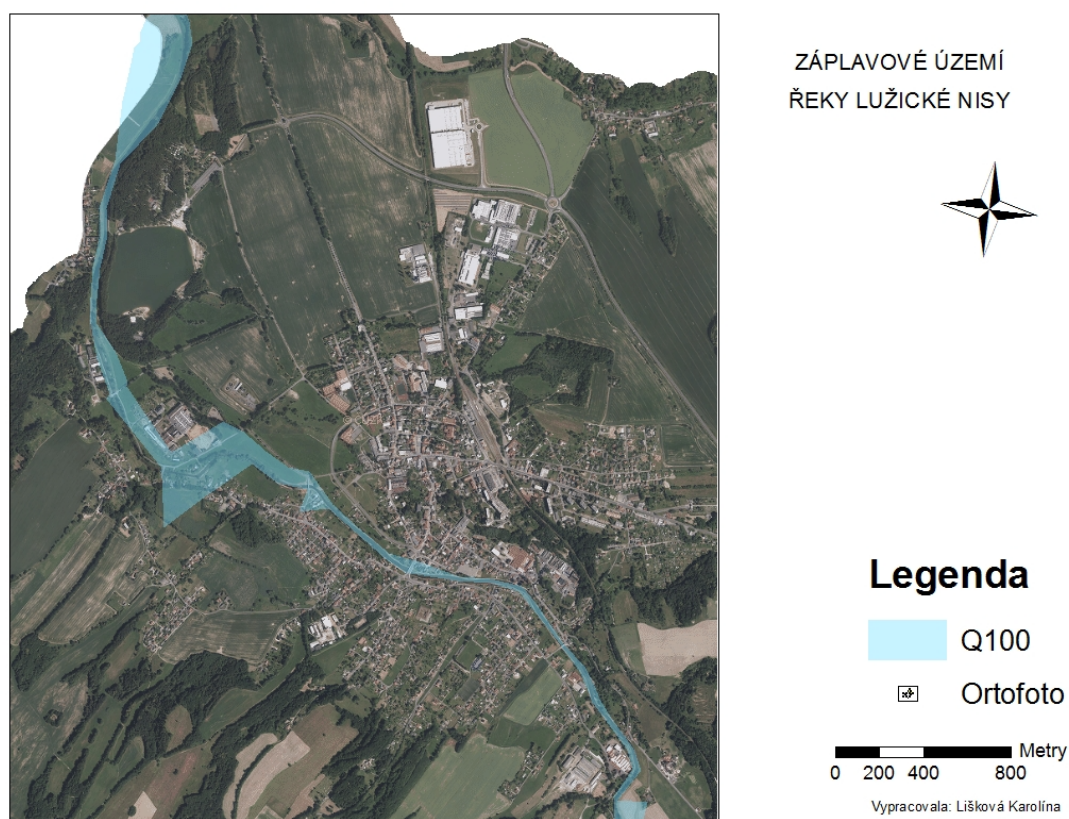 ZÁPLAVOVÉ ÚZEMÍ
ŘEKY LUŽICKÉ NISY
Legenda
Q100
Ortofoto
Metry
0 200 400 800
Vypracovala: Lišková Karolína